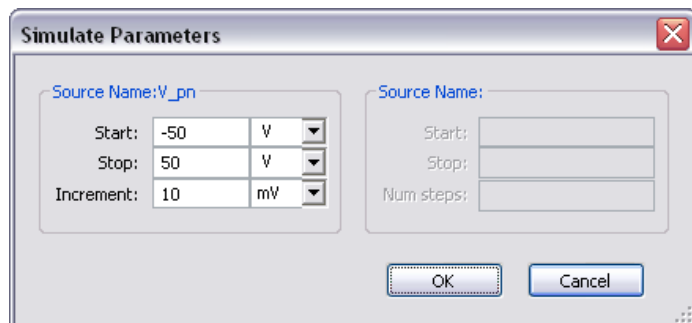 Simulate Parameters
Source Name:V_pn
Start: -50 V
Stop: 50 V
Increment: 10 mV
Source Name:
Start:
Stop:
Num steps:
OK Cancel